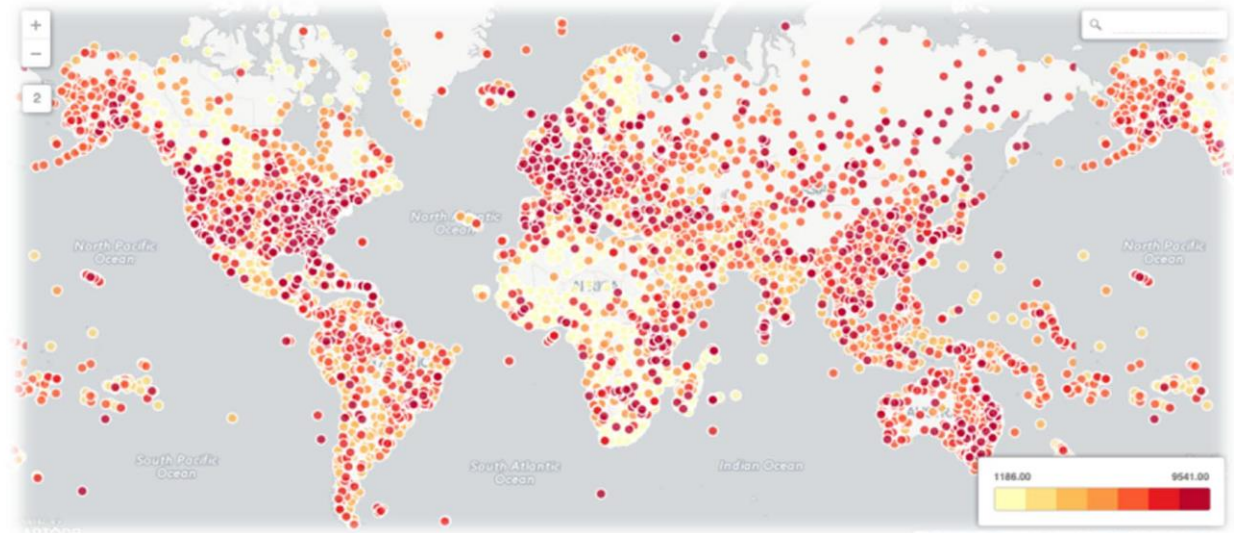 +
−
2
North Atlantic
Ocean
North Pacific
Ocean
North Pacific
Ocean
South Pacific
Ocean
South Atlantic
Ocean
Indian Ocean
1186.00
9541.00